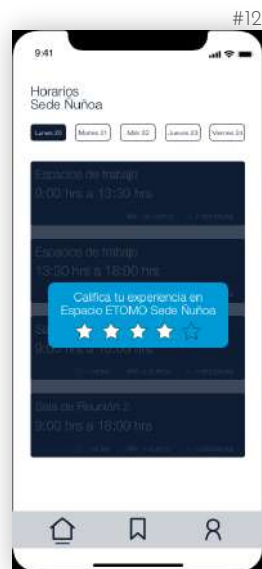 #12
9:41
Horarios
Sede Ñuñoa
Lunes 20 Martes 21 Mié 22 Jueves 23 Viernes 24
Espacios de trabajo
9:00 hrs a 13:30 hrs
Espacios de trabajo
13:30 hrs a 18:00 hrs
Califica tu experiencia en
Espacio ETOMO Sede Ñuñoa
Sala de Reunión 2
9:00 hrs a 18:00 hrs